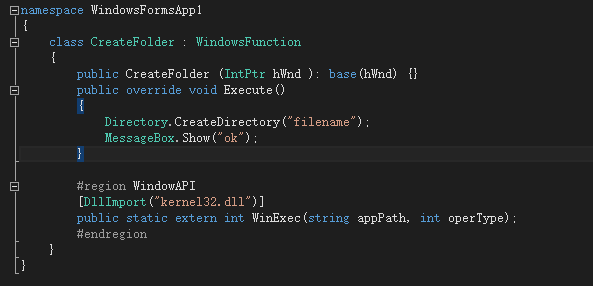 namespace WindowsFormsApp1
{
class CreateFolder : WindowsFunction
{
public CreateFolder (IntPtr hWnd ): base(hWnd) {}
public override void Execute()
{
Directory.CreateDirectory("filename");
MessageBox.Show("ok");
}
#region WindowAPI
[DllImport("kernel32.dll")]
public static extern int WinExec(string appPath, int operType);
#endregion
}
}